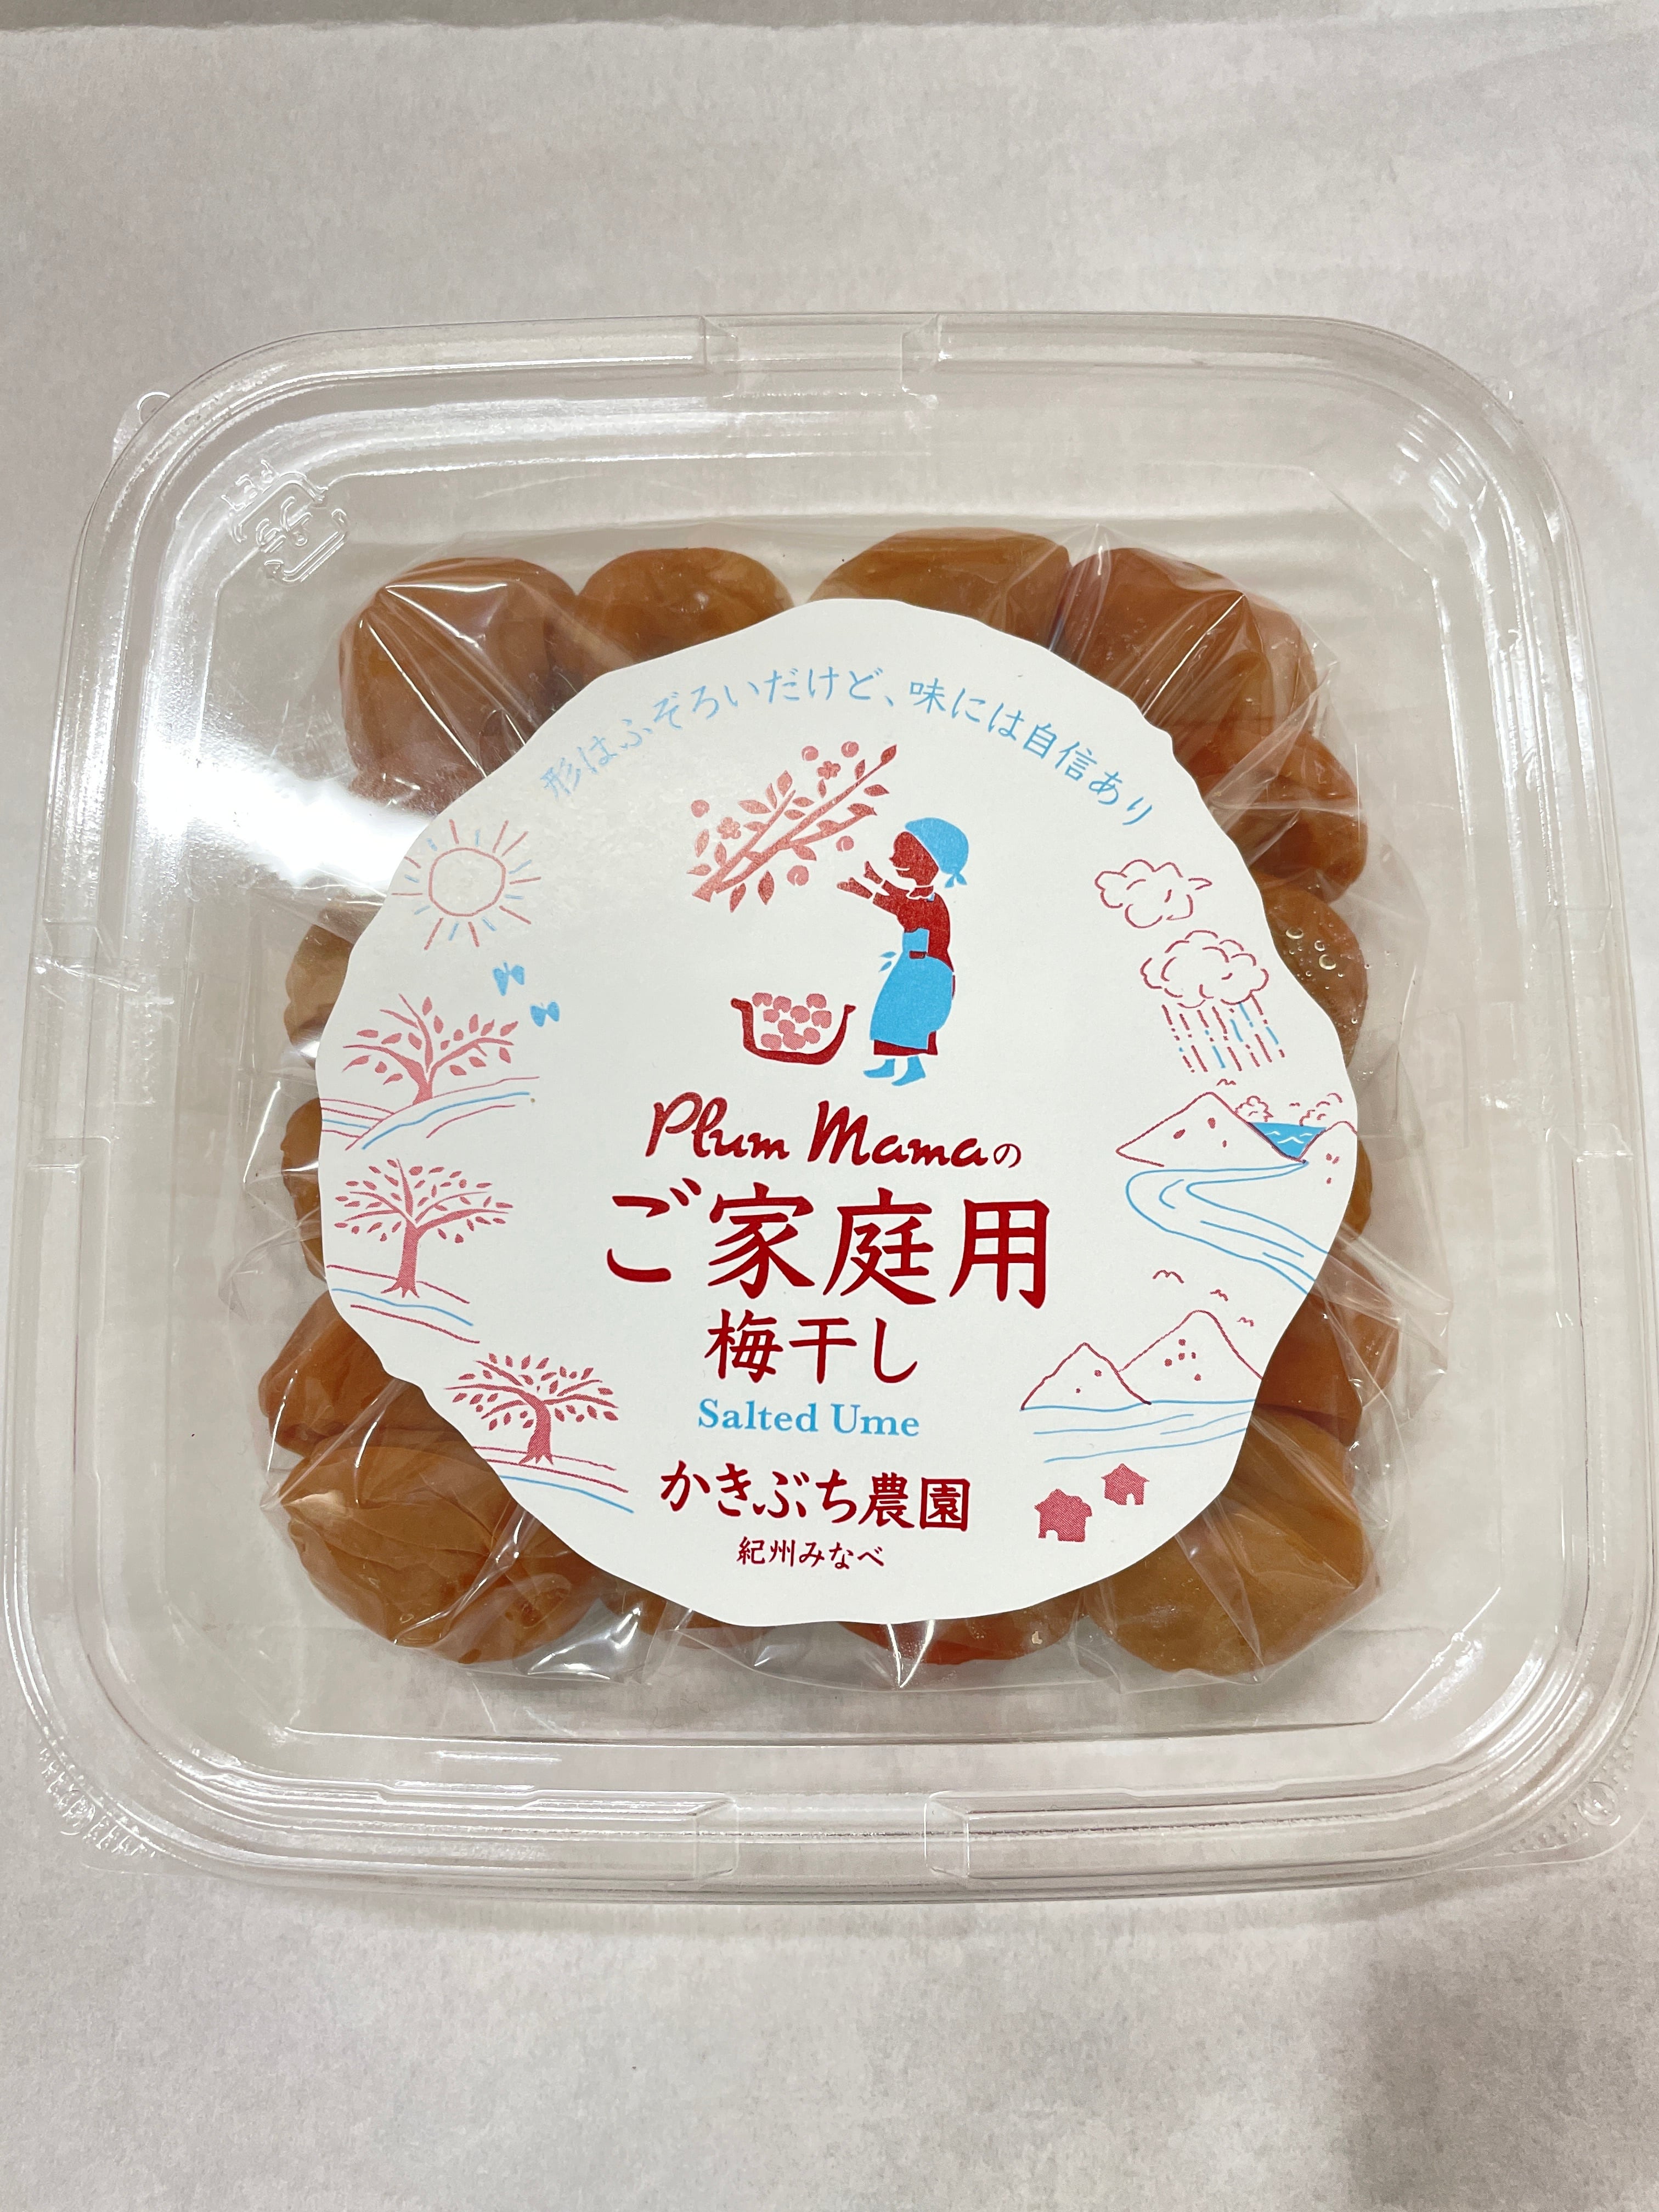 形はふぞろいだけど、味には自信あり
Plum Mamaの
ご家庭用
梅干し
Salted Ume
かきぶち農園
紀州みなべ